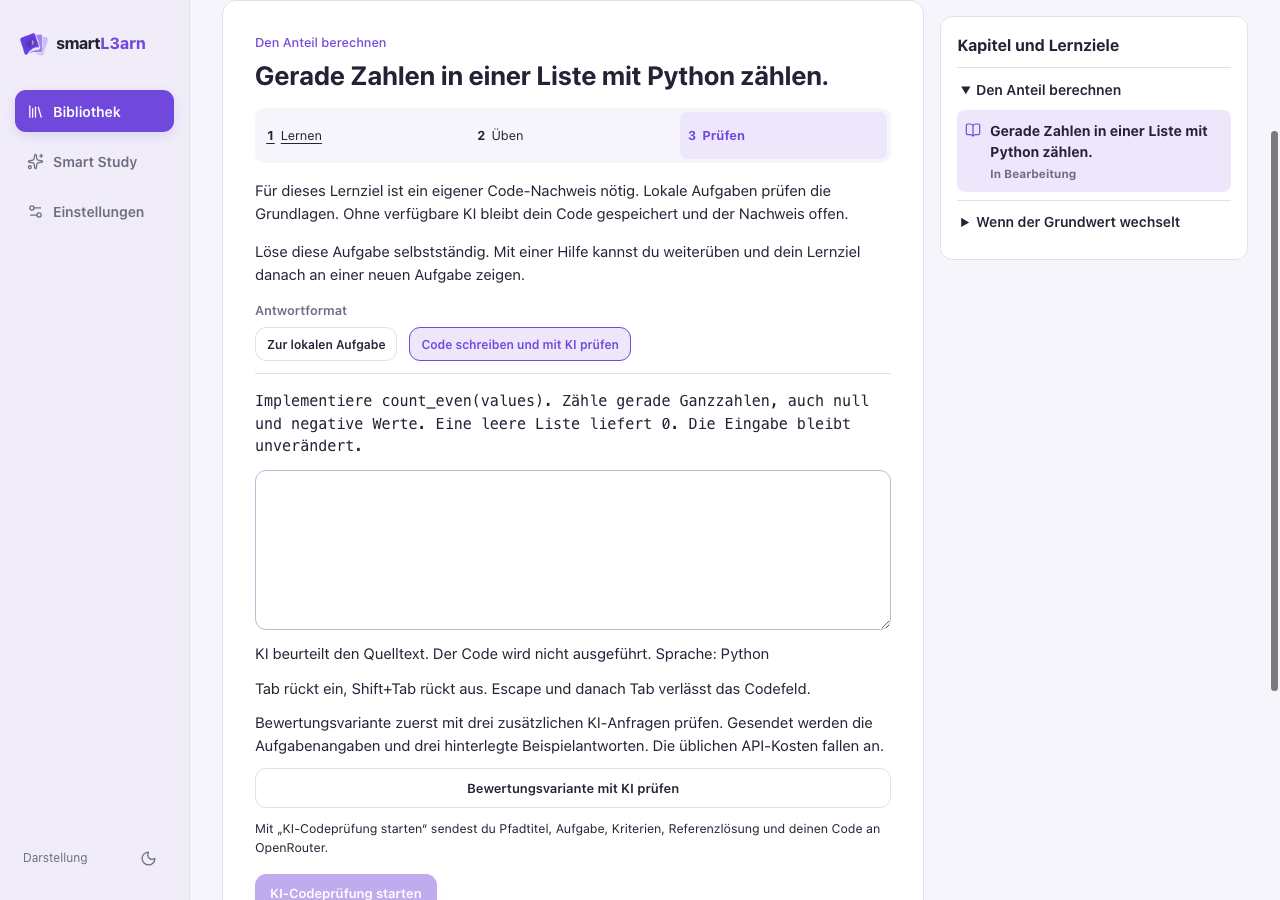 smartL3arn
Bibliothek
Smart Study
Einstellungen
Darstellung
Den Anteil berechnen
Gerade Zahlen in einer Liste mit Python zählen.
1 Lernen
2 Üben
3 Prüfen
Für dieses Lernziel ist ein eigener Code-Nachweis nötig. Lokale Aufgaben prüfen die
Grundlagen. Ohne verfügbare KI bleibt dein Code gespeichert und der Nachweis offen.
Löse diese Aufgabe selbstständig. Mit einer Hilfe kannst du weiterüben und dein Lernziel
danach an einer neuen Aufgabe zeigen.
Antwortformat
Zur lokalen Aufgabe
Code schreiben und mit KI prüfen
Implementiere count_even(values). Zähle gerade Ganzzahlen, auch null
und negative Werte. Eine leere Liste liefert 0. Die Eingabe bleibt
unverändert.
KI beurteilt den Quelltext. Der Code wird nicht ausgeführt. Sprache: Python
Tab rückt ein, Shift+Tab rückt aus. Escape und danach Tab verlässt das Codefeld.
Bewertungsvariante zuerst mit drei zusätzlichen KI-Anfragen prüfen. Gesendet werden die
Aufgabenangaben und drei hinterlegte Beispielantworten. Die üblichen API-Kosten fallen an.
Bewertungsvariante mit KI prüfen
Mit „KI-Codeprüfung starten“ sendest du Pfadtitel, Aufgabe, Kriterien, Referenzlösung und deinen Code an
OpenRouter.
KI-Codeprüfung starten
Kapitel und Lernziele
Den Anteil berechnen
Gerade Zahlen in einer Liste mit
Python zählen.
In Bearbeitung
Wenn der Grundwert wechselt